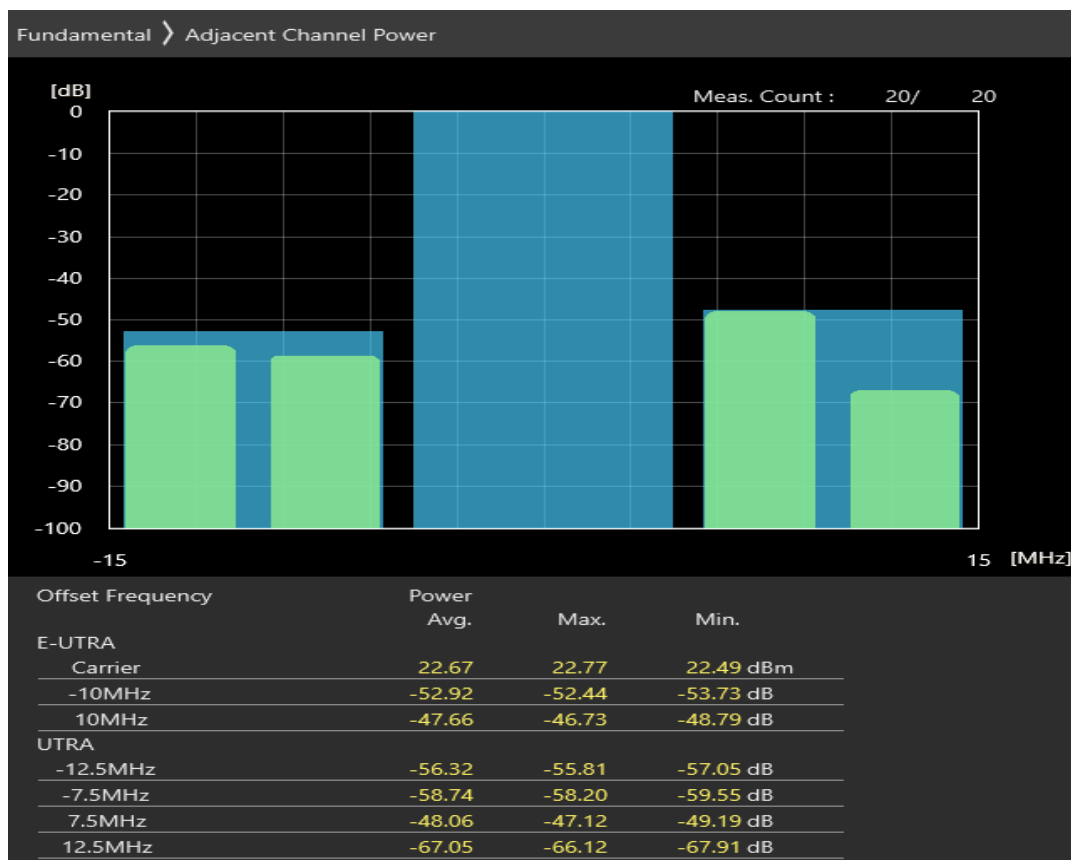 Fundamental 》 Adjacent Channel Power
[dB]
Meas. Count : 20/ 20
0
-10
-20
-30
-40
-50
-60
-70
-80
-90
-100
-15 15 [MHz]
Offset Frequency Power
Avg. Max. Min.
E-UTRA
Carrier 22.67 22.77 22.49 dBm
-10MHz -52.92 -52.44 -53.73 dB
10MHz -47.66 -46.73 -48.79 dB
UTRA
-12.5MHz -56.32 -55.81 -57.05 dB
-7.5MHz -58.74 -58.20 -59.55 dB
7.5MHz -48.06 -47.12 -49.19 dB
12.5MHz -67.05 -66.12 -67.91 dB